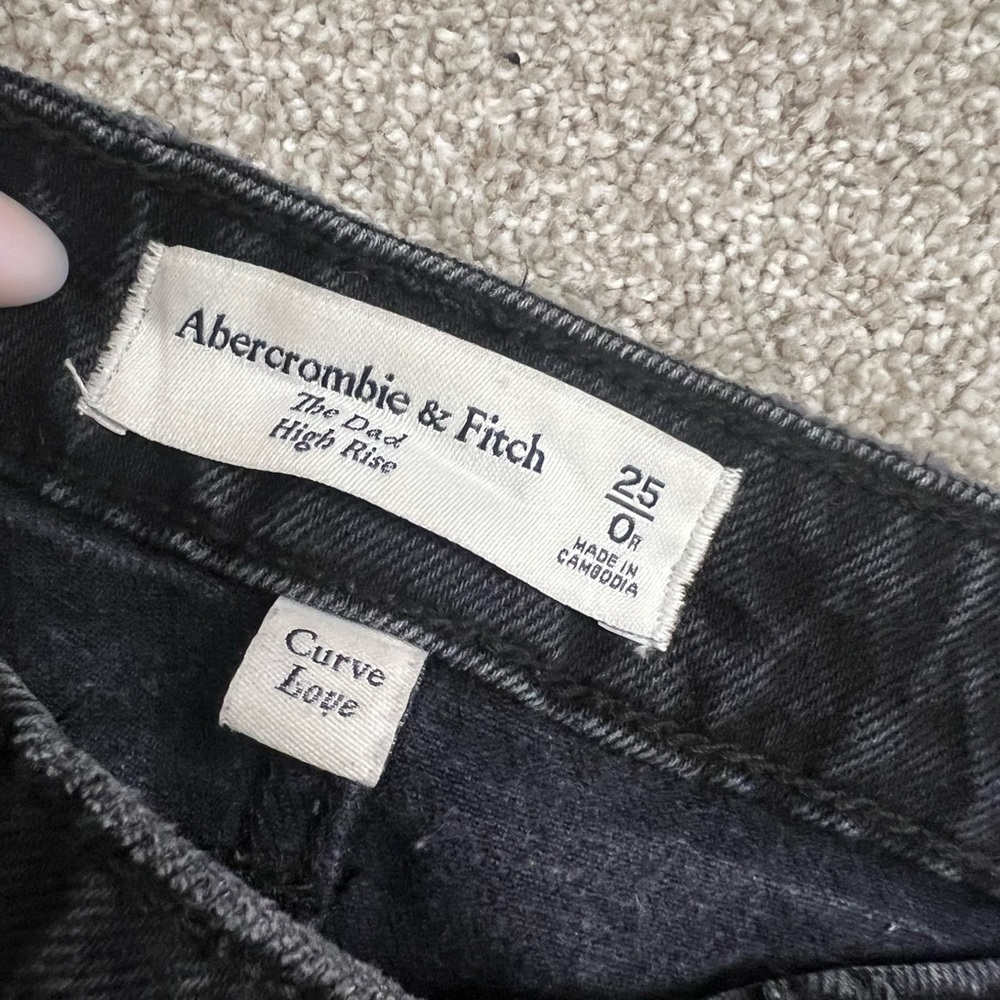 Abercrombie & Fitch
The Dad
High Rise
25
0R
MADE IN
CAMBODIA
Curve
Love